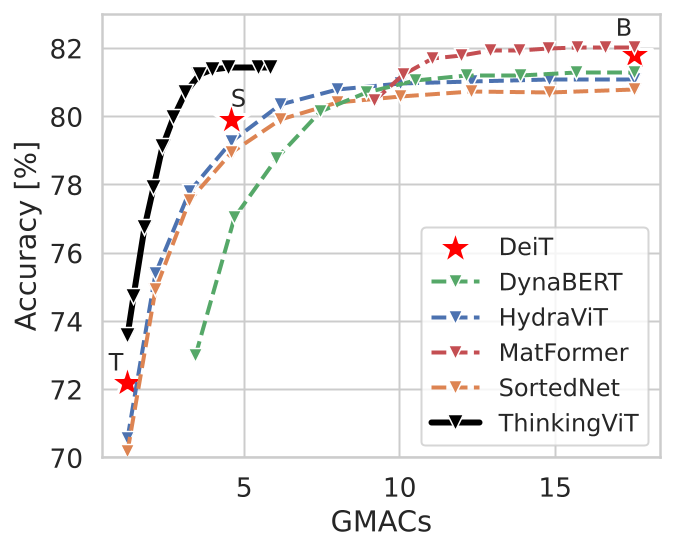 B
82
S
80
Accuracy [%]
78
76
74
T
72
70
DeiT
DynaBERT
HydraViT
MatFormer
SortedNet
ThinkingViT
5
10
15
GMACs